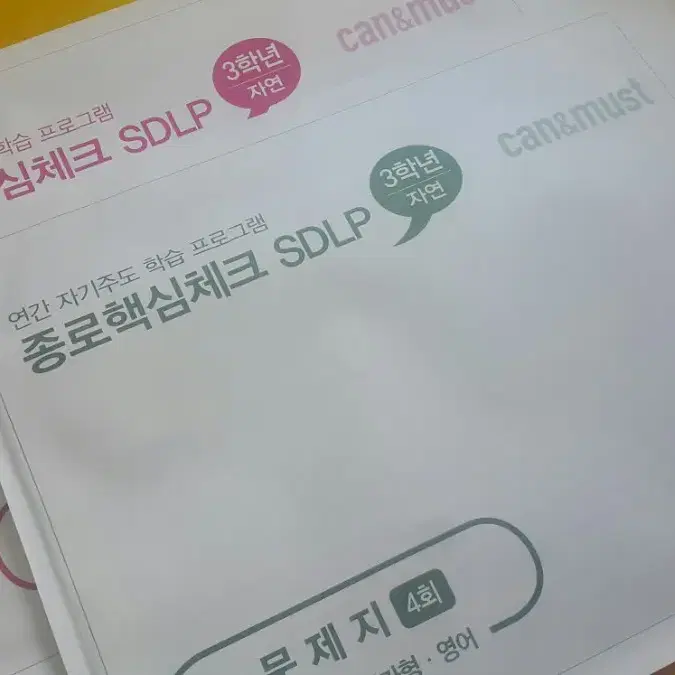 can&must
3학년
자연
학습 프로그램
심체크 SDLP
can&must
3학년
자연
연간 자기주도 학습 프로그램
종로핵심체크 SDLP
문제지 4회
영어